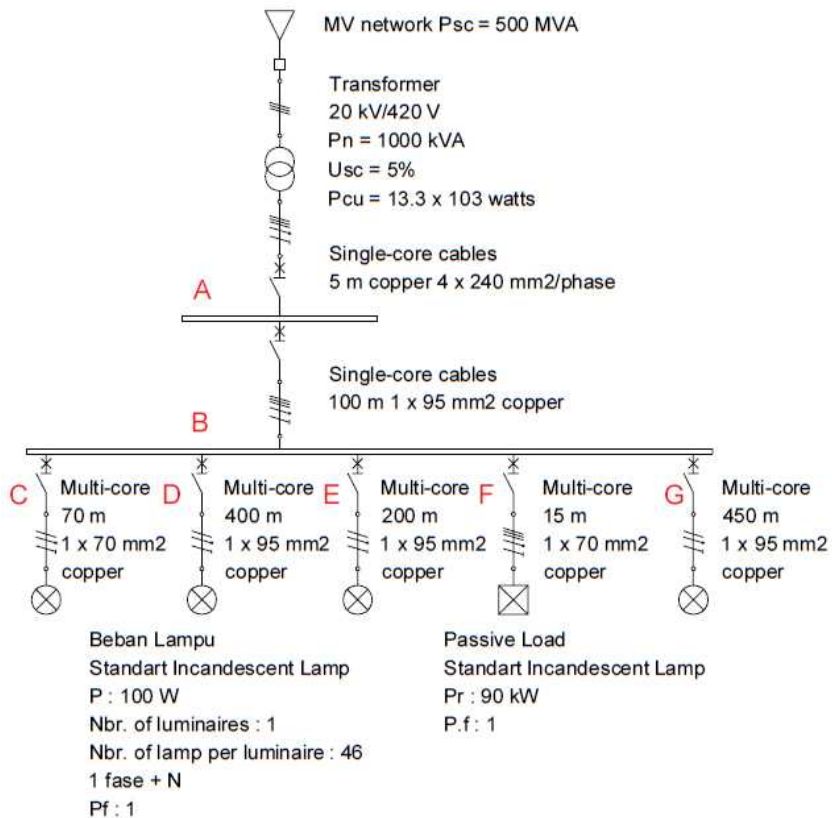 MV network Psc = 500 MVA
Transformer
20 kV/420 V
Pn = 1000 kVA
Usc = 5%
Pcu = 13.3 x 103 watts
Single-core cables
5 m copper 4 x 240 mm2/phase
A
Single-core cables
100 m 1 x 95 mm2 copper
B
C
Multi-core
70 m
1 x 70 mm2
copper
D
Multi-core
400 m
1 x 95 mm2
copper
E
Multi-core
200 m
1 x 95 mm2
copper
F
Multi-core
15 m
1 x 70 mm2
copper
G
Multi-core
450 m
1 x 95 mm2
copper
Beban Lampu
Standart Incandescent Lamp
P : 100 W
Nbr. of luminaires : 1
Nbr. of lamp per luminaire : 46
1 fase + N
Pf : 1
Passive Load
Standart Incandescent Lamp
Pr : 90 kW
P.f : 1